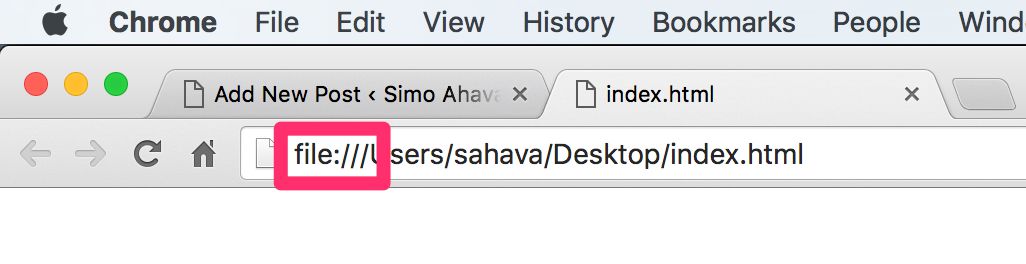 Chrome File Edit View History Bookmarks People Wind
Add New Post ‹ Simo Ahava index.html
file:///Users/sahava/Desktop/index.html